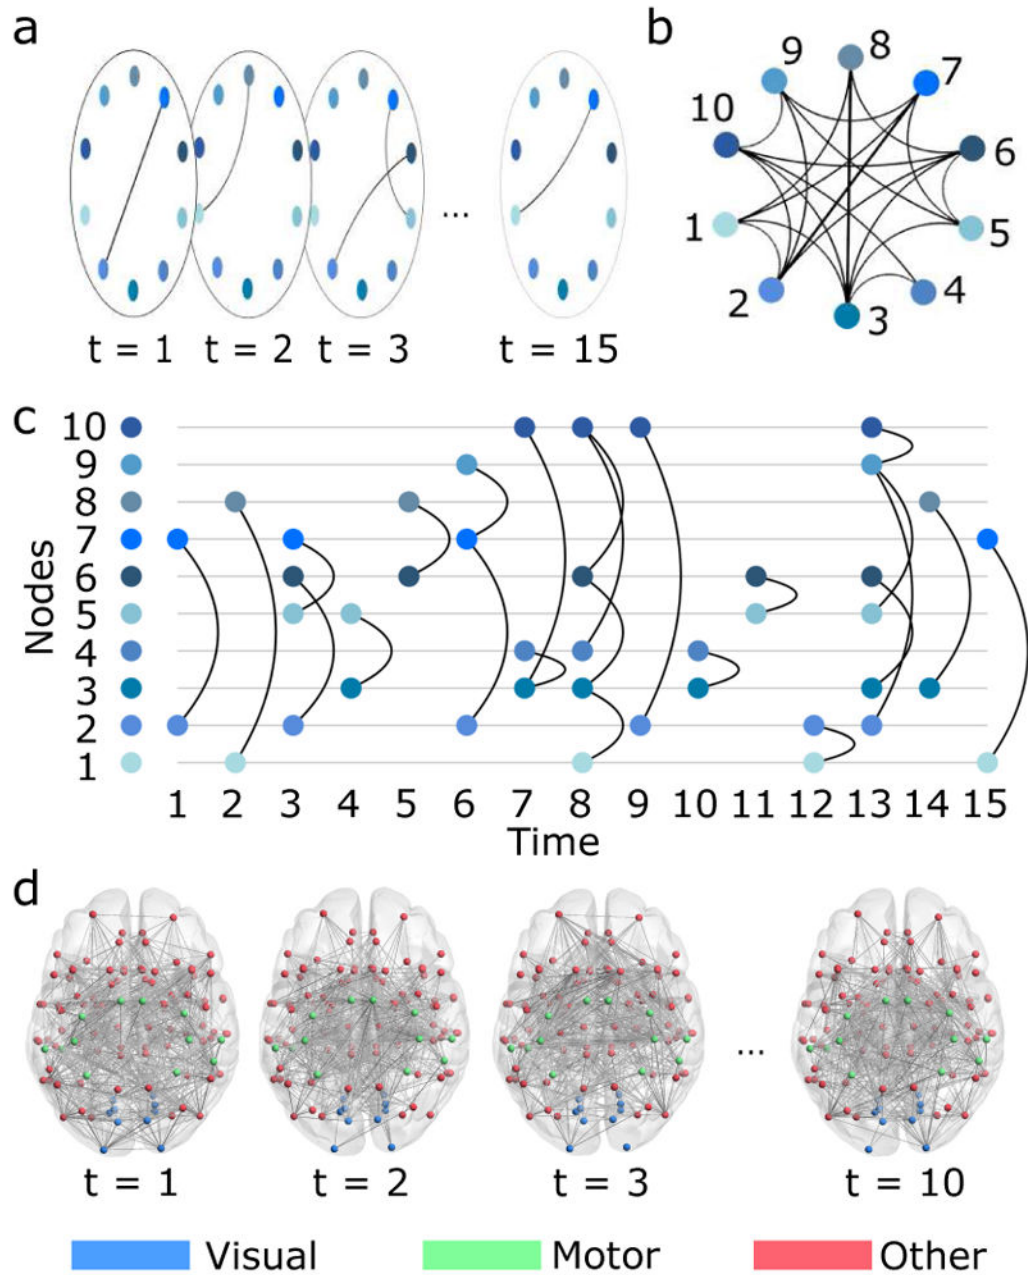 a
b
8
9
7
10
6
1
5
2
4
3
...
t = 1
t = 2
t = 3
t = 15
c
10
9
8
7
6
5
4
3
2
1
Nodes
1 2 3 4 5 6 7 8 9 10 11 12 13 14 15
Time
d
...
t = 1
t = 2
t = 3
t = 10
Visual
Motor
Other